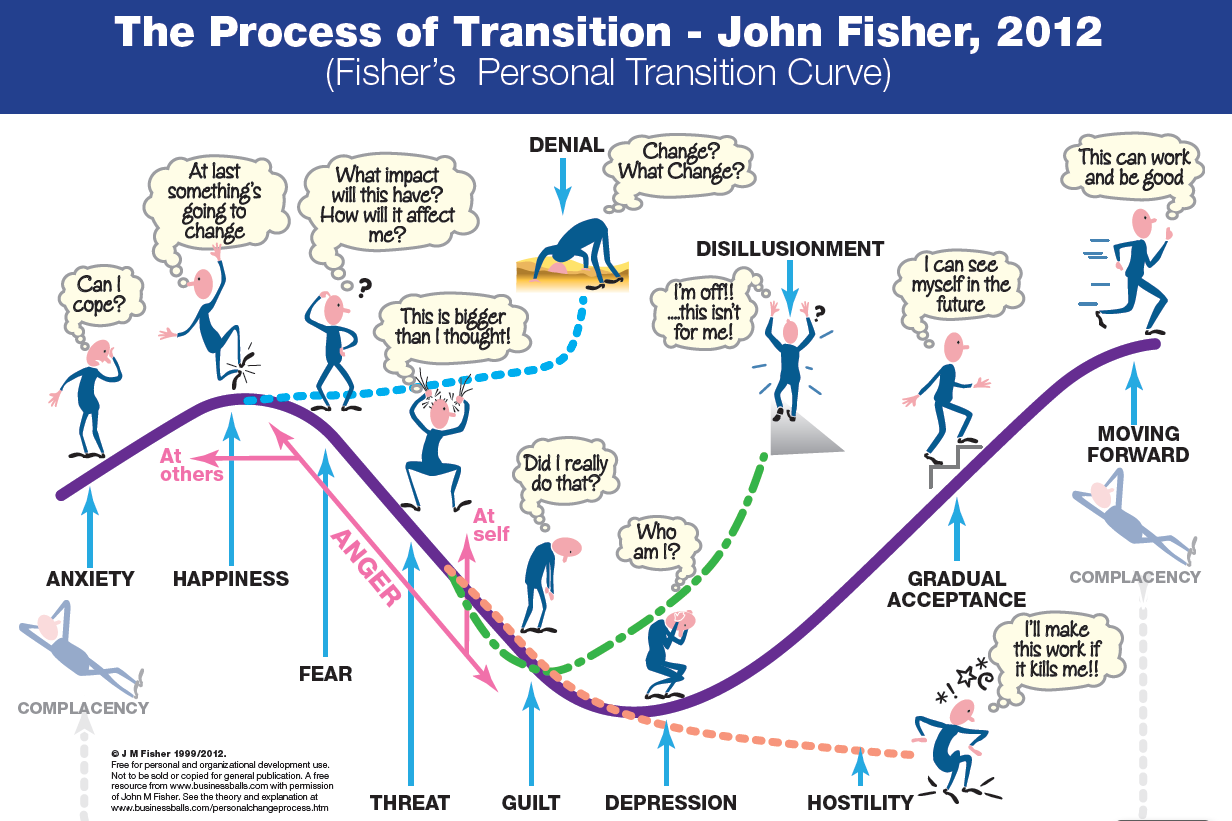 The Process of Transition - John Fisher, 2012
(Fisher's Personal Transition Curve)
DENIAL
Change?
What Change?
This can work
and be good
At last
something's
going to
change
What impact
will this have?
How will it affect
me?
?
DISILLUSIONMENT
Can I
cope?
This is bigger
than I thought!
I'm off!!
....this isn't
for me!
?
I can see
myself in the
future
At
others
MOVING
FORWARD
Did I really
do that?
At
self
ANGER
Who
am I?
ANXIETY
HAPPINESS
GRADUAL
ACCEPTANCE
COMPLACENCY
I'll make
this work if
it kills me!!
FEAR
*!
*
COMPLACENCY
© J M Fisher 1999/2012.
Free for personal and organizational development use.
Not to be sold or copied for general publication. A free
resource from www.businessballs.com with permission
of John M Fisher. See the theory and explanation at
www.businessballs.com/personalchangeprocess.htm
THREAT
GUILT
DEPRESSION
HOSTILITY